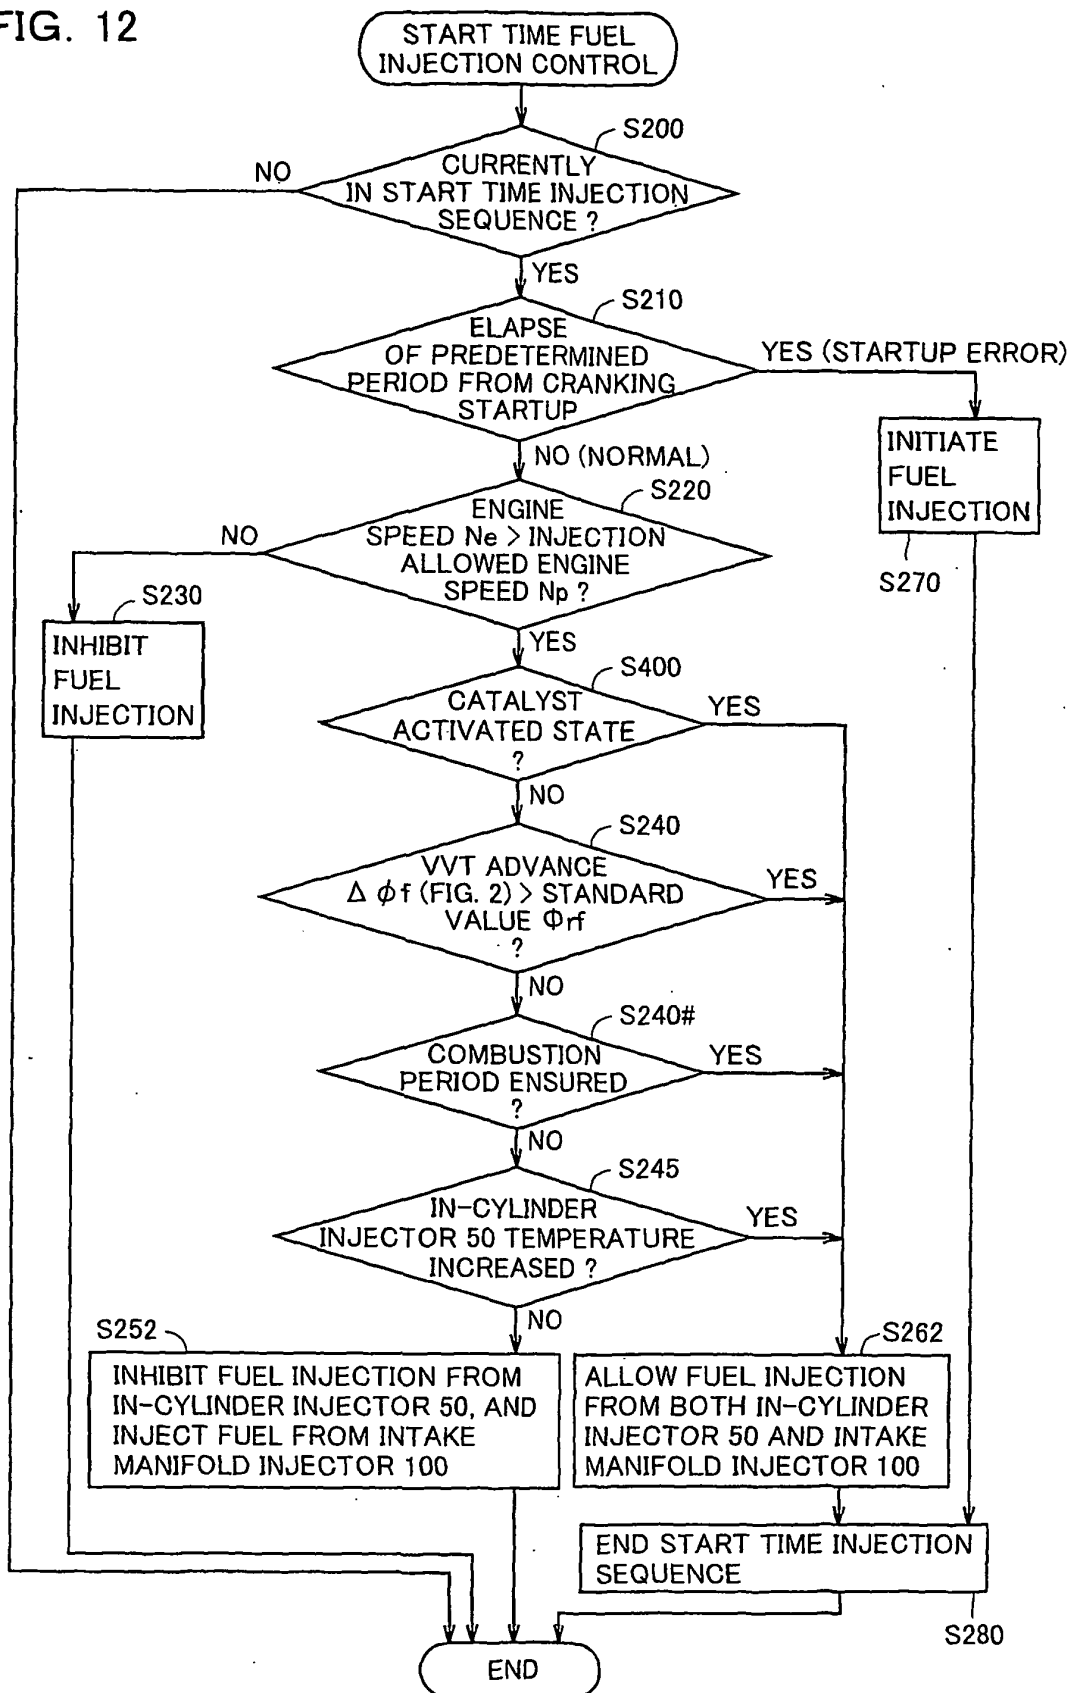 FIG. 12
START TIME FUEL
INJECTION CONTROL
S200
NO
CURRENTLY
IN START TIME INJECTION
SEQUENCE ?
YES
S210
ELAPSE
OF PREDETERMINED
PERIOD FROM CRANKING
STARTUP
YES (STARTUP ERROR)
INITIATE
FUEL
INJECTION
S270
NO (NORMAL)
S220
ENGINE
SPEED Ne > INJECTION
ALLOWED ENGINE
SPEED Np ?
NO
S230
INHIBIT
FUEL
INJECTION
YES
S400
CATALYST
ACTIVATED STATE
?
YES
NO
S240
VVT ADVANCE
Δ ϕf (FIG. 2) > STANDARD
VALUE Φrf
?
YES
NO
S240#
COMBUSTION
PERIOD ENSURED
?
YES
NO
S245
IN-CYLINDER
INJECTOR 50 TEMPERATURE
INCREASED ?
YES
NO
S252
INHIBIT FUEL INJECTION FROM
IN-CYLINDER INJECTOR 50, AND
INJECT FUEL FROM INTAKE
MANIFOLD INJECTOR 100
S262
ALLOW FUEL INJECTION
FROM BOTH IN-CYLINDER
INJECTOR 50 AND INTAKE
MANIFOLD INJECTOR 100
END START TIME INJECTION
SEQUENCE
S280
END